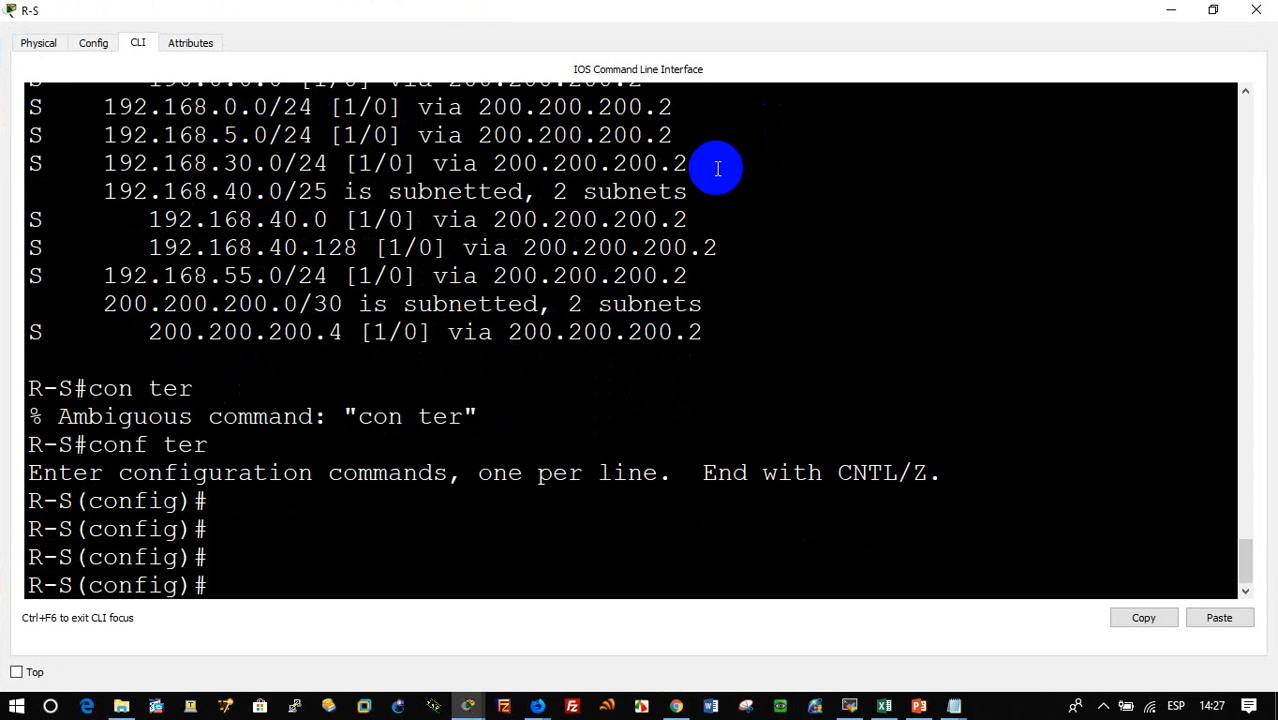 R-S
Physical Config CLI Attributes
IOS Command Line Interface
S 192.168.0.0/24 [1/0] via 200.200.200.2
S 192.168.5.0/24 [1/0] via 200.200.200.2
S 192.168.30.0/24 [1/0] via 200.200.200.2
192.168.40.0/25 is subnetted, 2 subnets
S 192.168.40.0 [1/0] via 200.200.200.2
S 192.168.40.128 [1/0] via 200.200.200.2
S 192.168.55.0/24 [1/0] via 200.200.200.2
200.200.200.0/30 is subnetted, 2 subnets
S 200.200.200.4 [1/0] via 200.200.200.2
R-S#con ter
% Ambiguous command: "con ter"
R-S#conf ter
Enter configuration commands, one per line. End with CNTL/Z.
R-S(config)#
R-S(config)#
R-S(config)#
R-S(config)#
Ctrl+F6 to exit CLI focus
Copy Paste
Top
ESP 14:27